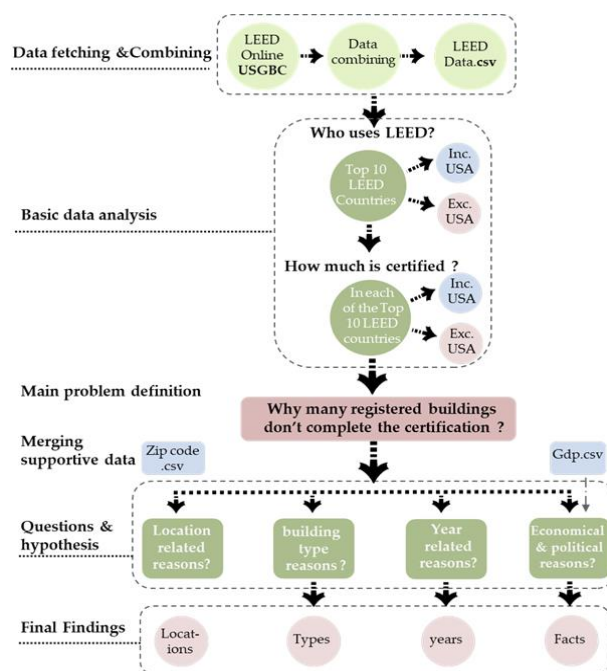 Data fetching &Combining
LEED
Online
USGBC
Data
combining
LEED
Data.csv
Who uses LEED?
Top 10
LEED
Countries
Inc.
USA
Exc.
USA
Basic data analysis
How much is certified ?
In each
of the Top
10 LEED
countries
Inc.
USA
Exc.
USA
Main problem definition
Why many registered buildings
don't complete the certification ?
Merging
supportive data
Zip code
.csv
Gdp.csv
Questions &
hypothesis
Location
related
reasons?
building
type
reasons ?
Year
related
reasons?
Economical
& political
reasons?
Final Findings
Locat-
ions
Types
years
Facts